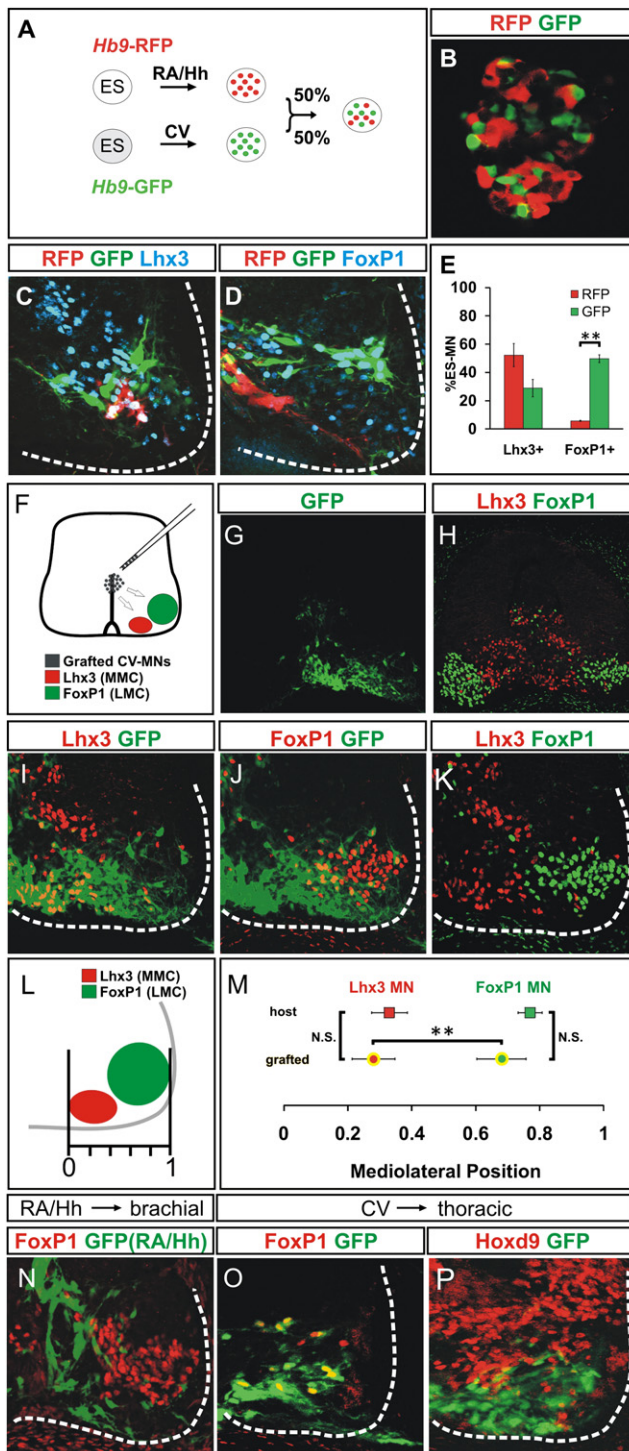 A
Hb9-RFP
ES
RA/Hh
50%
50%
ES
CV
Hb9-GFP
RFP GFP
B
RFP GFP Lhx3
C
RFP GFP FoxP1
D
E
RFP
GFP
**
%ES-MN
100
80
60
40
20
0
Lhx3+ FoxP1+
F
Grafted CV-MNs
Lhx3 (MMC)
FoxP1 (LMC)
GFP
G
Lhx3 FoxP1
H
Lhx3 GFP
I
FoxP1 GFP
J
Lhx3 FoxP1
K
L
Lhx3 (MMC)
FoxP1 (LMC)
0 1
M
Lhx3 MN FoxP1 MN
host
N.S. ** N.S.
grafted
0 0.2 0.4 0.6 0.8 1
Mediolateral Position
RA/Hh brachial
CV thoracic
FoxP1 GFP(RA/Hh)
N
FoxP1 GFP
O
Hoxd9 GFP
P